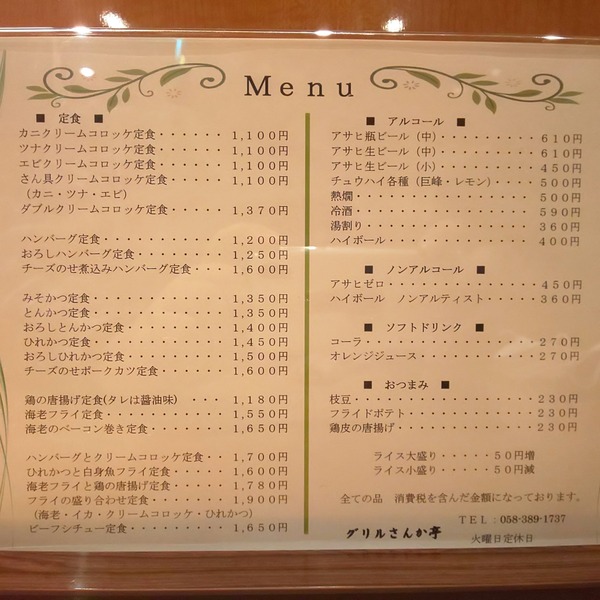 Menu
■ 定食 ■
カニクリームコロッケ定食・・・・・・・ 1,100円
ツナクリームコロッケ定食・・・・・・・ 1,100円
エビクリームコロッケ定食・・・・・・・ 1,100円
さん具クリームコロッケ定食・・・・・・ 1,100円
(カニ・ツナ・エビ)
ダブルクリームコロッケ定食・・・・・・ 1,370円
ハンバーグ定食・・・・・・・・・・・・ 1,200円
おろしハンバーグ定食・・・・・・・・・ 1,250円
チーズのせ煮込みハンバーグ定食・・・・ 1,600円
みそかつ定食・・・・・・・・・・・・・ 1,350円
とんかつ定食・・・・・・・・・・・・・ 1,350円
おろしとんかつ定食・・・・・・・・・・ 1,400円
ひれかつ定食・・・・・・・・・・・・・ 1,450円
おろしひれかつ定食・・・・・・・・・・ 1,500円
チーズのせポークカツ定食・・・・・・・ 1,600円
鶏の唐揚げ定食(タレは醤油味) ・・・ 1,180円
海老フライ定食・・・・・・・・・・・・ 1,550円
海老のベーコン巻き定食・・・・・・・・ 1,650円
ハンバーグとクリームコロッケ定食・・・ 1,700円
ひれかつと白身魚フライ定食・・・・・・ 1,600円
海老フライと鶏の唐揚げ定食・・・・・・ 1,780円
フライの盛り合わせ定食・・・・・・・・ 1,900円
(海老・イカ・クリームコロッケ・ひれかつ)
ビーフシチュー定食・・・・・・・・・・ 1,650円
■ アルコール ■
アサヒ瓶ビール(中)・・・・・・・・・ 610円
アサヒ生ビール(中)・・・・・・・・・ 610円
アサヒ生ビール(小)・・・・・・・・・ 450円
チュウハイ各種(巨峰・レモン)・・・・ 500円
熱燗・・・・・・・・・・・・・・・・・ 500円
冷酒・・・・・・・・・・・・・・・・・ 590円
湯割り・・・・・・・・・・・・・・・・ 360円
ハイボール・・・・・・・・・・・・・・ 400円
■ ノンアルコール ■
アサヒゼロ・・・・・・・・・・・・・・ 450円
ハイボール ノンアルティスト・・・・・ 360円
■ ソフトドリンク ■
コーラ・・・・・・・・・・・・・・・・ 270円
オレンジジュース・・・・・・・・・・・ 270円
■ おつまみ ■
枝豆・・・・・・・・・・・・・・・・・ 230円
フライドポテト・・・・・・・・・・・・ 230円
鶏皮の唐揚げ・・・・・・・・・・・・・ 230円
ライス大盛り・・・・・50円増
ライス小盛り・・・・・50円減
全ての品 消費税を含んだ金額になっております。
TEL:058-389-1737
グリルさんか亭 火曜日定休日